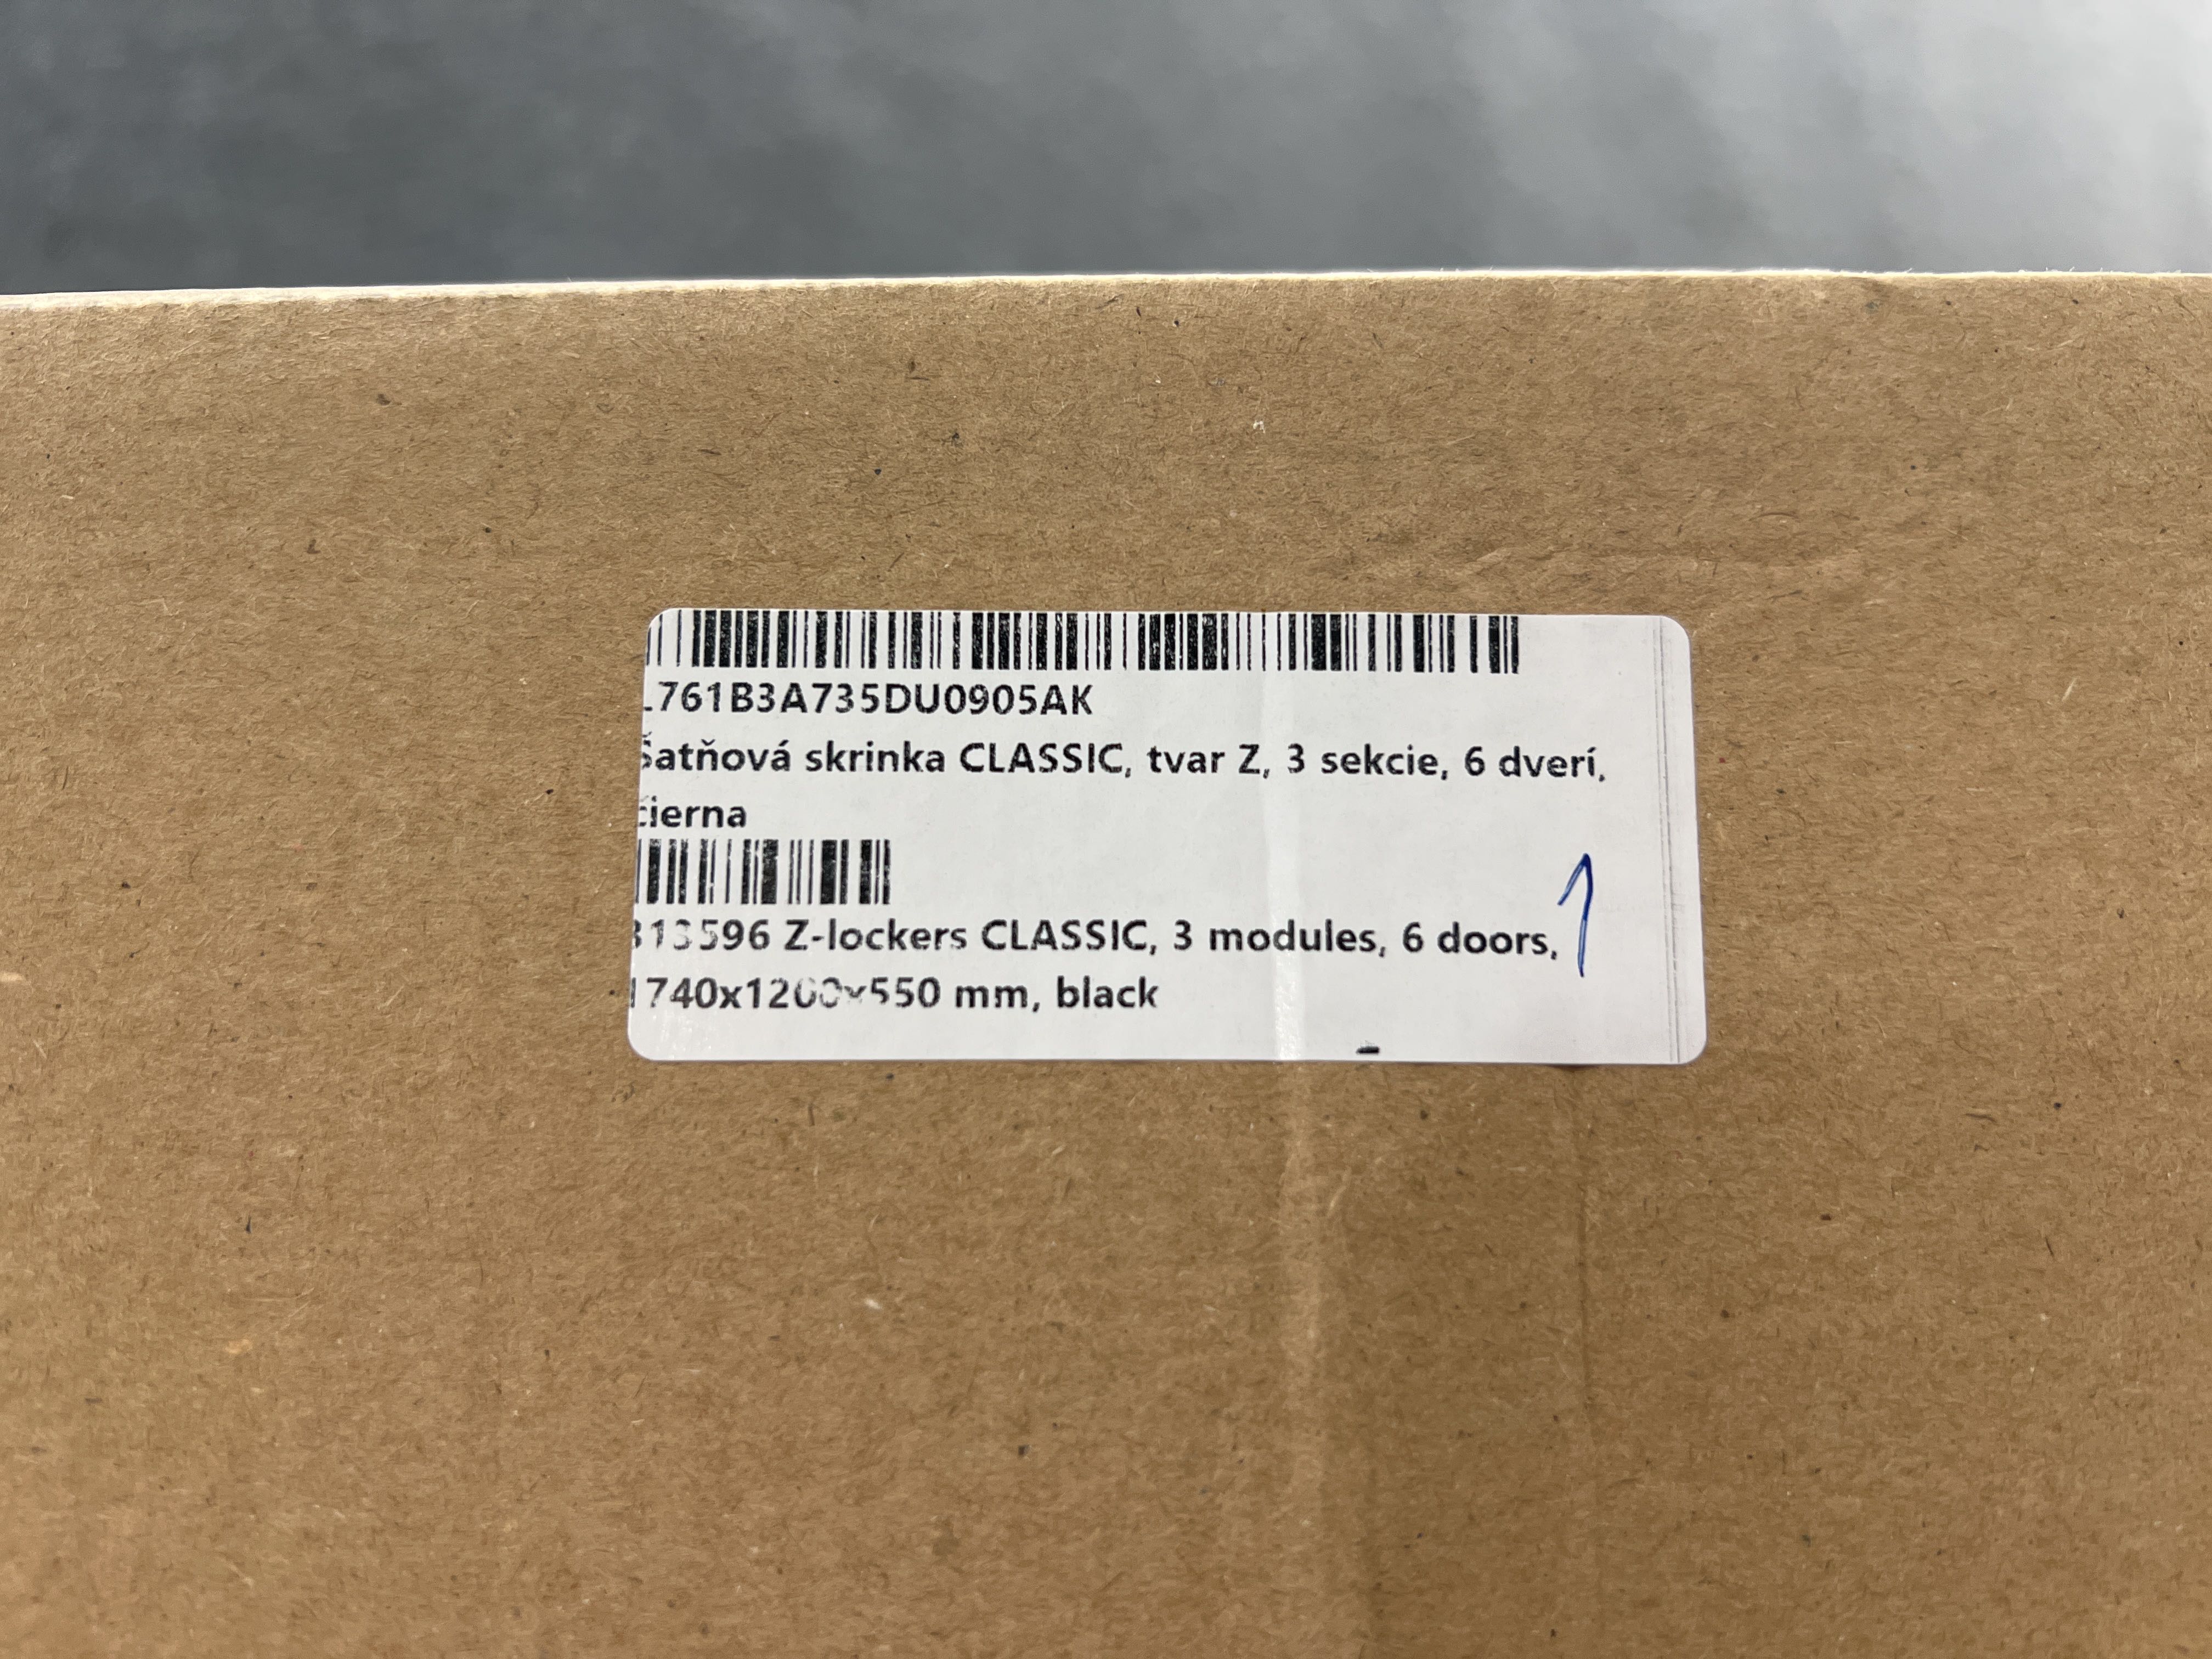 L761B3A735DU0905AK
Šatňová skrinka CLASSIC, tvar Z, 3 sekcie, 6 dverí,
čierna
313596 Z-lockers CLASSIC, 3 modules, 6 doors,
1740x1200x550 mm, black
1